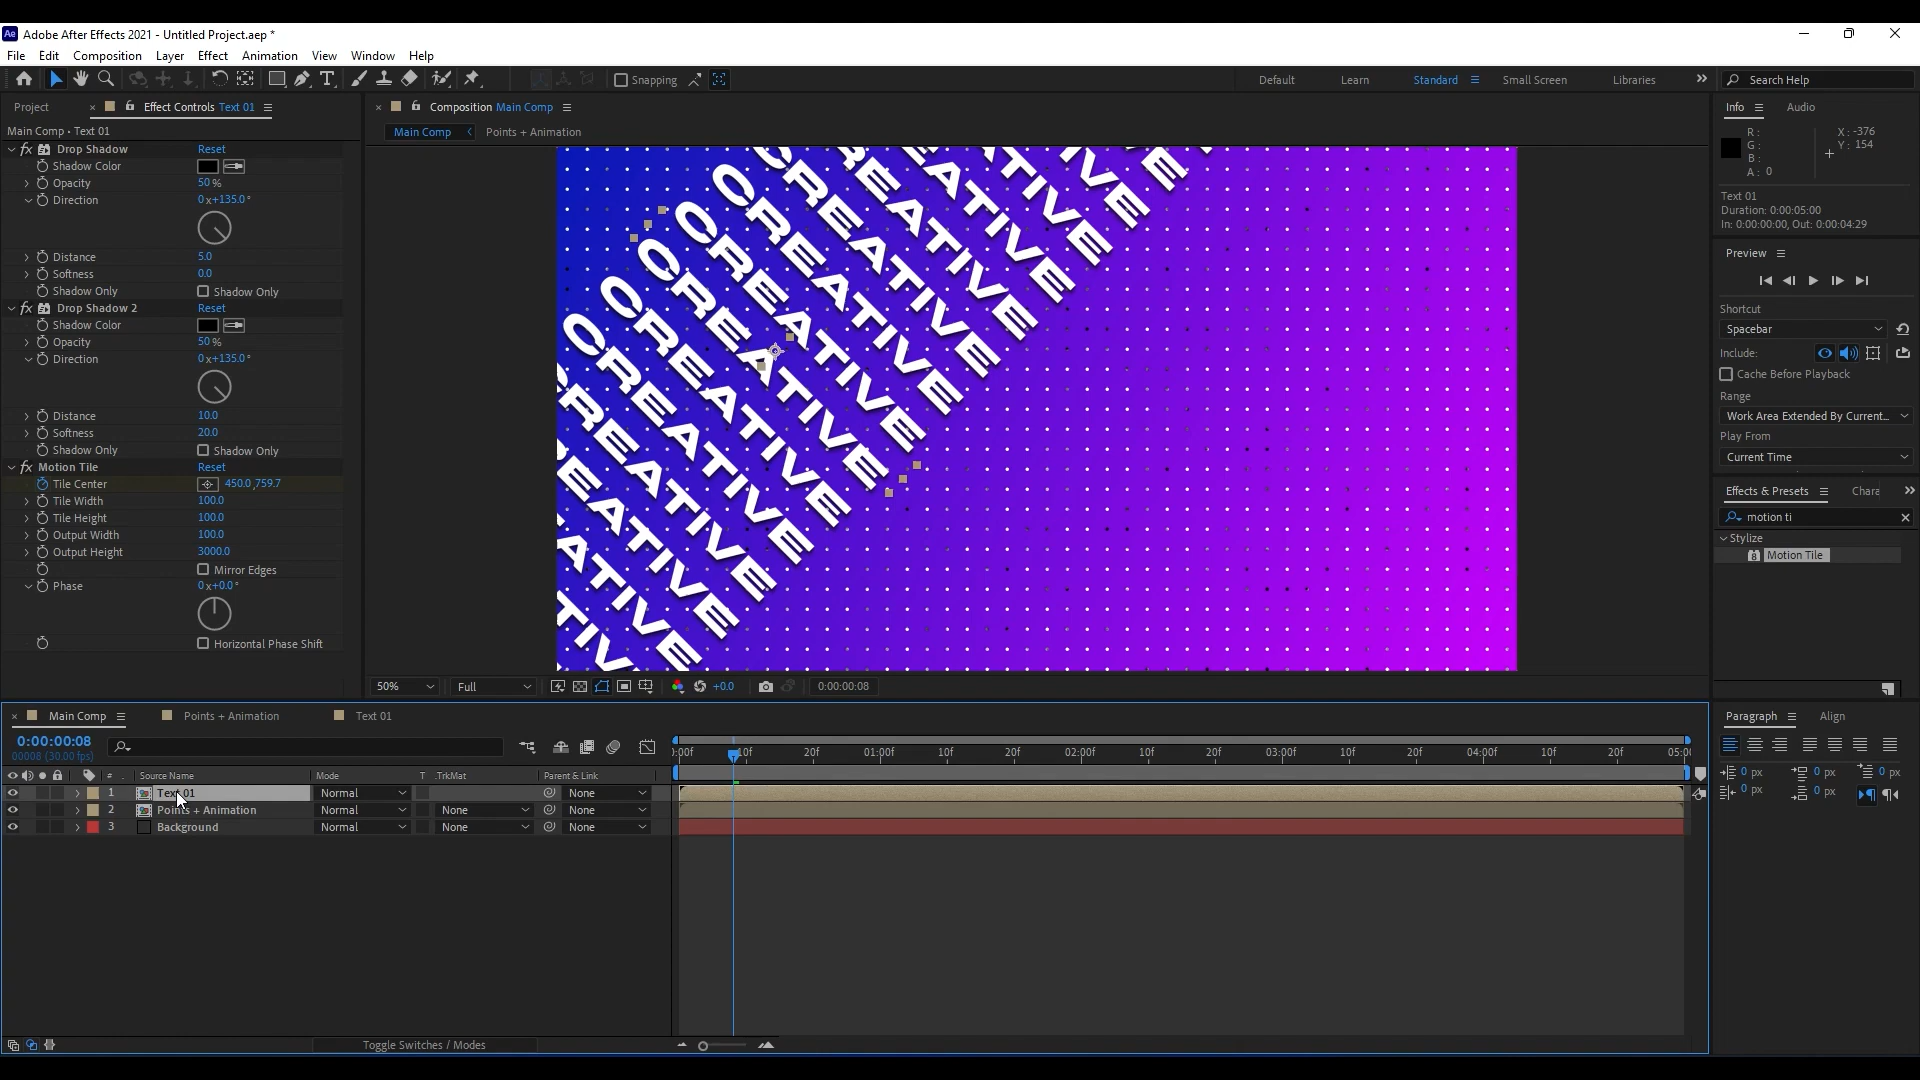 Adobe After Effects 2021 - Untitled Project.aep *
File Edit Composition Layer Effect Animation View Window Help
Snapping
Default Learn Standard Small Screen Libraries
Search Help
Project
Effect Controls Text 01
Main Comp • Text 01
Drop Shadow Reset
Shadow Color
Opacity 50 %
Direction 0x+135.0°
Distance 5.0
Softness 0.0
Shadow Only Shadow Only
Drop Shadow 2 Reset
Shadow Color
Opacity 50 %
Direction 0x+135.0°
Distance 10.0
Softness 20.0
Shadow Only Shadow Only
Motion Tile Reset
Tile Center 450.0,759.7
Tile Width 100.0
Tile Height 100.0
Output Width 100.0
Output Height 3000.0
Mirror Edges
Phase 0x+0.0°
Horizontal Phase Shift
Composition Main Comp
Main Comp Points + Animation
CREATIVE
CREATIVE
CREATIVE
CREATIVE
CREATIVE
CREATIVE
50% Full +0.0 0:00:00:08
Info Audio
R: X: -376
G: Y: 154
B:
A: 0
Text 01
Duration: 0:00:05:00
In: 0:00:00:00, Out: 0:00:04:29
Preview
Shortcut
Spacebar
Include:
Cache Before Playback
Range
Work Area Extended By Current...
Play From
Current Time
Effects & Presets Chara
motion ti
Stylize
Motion Tile
Paragraph Align
0 px 0 px 0 px
0 px 0 px
Main Comp Points + Animation Text 01
0:00:00:08
00008 (30.00 fps)
:00f 10f 20f 01:00f 10f 20f 02:00f 10f 20f 03:00f 10f 20f 04:00f 10f 20f 05:0
# Source Name Mode T .TrkMat Parent & Link
1 Text 01 Normal None
2 Points + Animation Normal None None
3 Background Normal None None
Toggle Switches / Modes